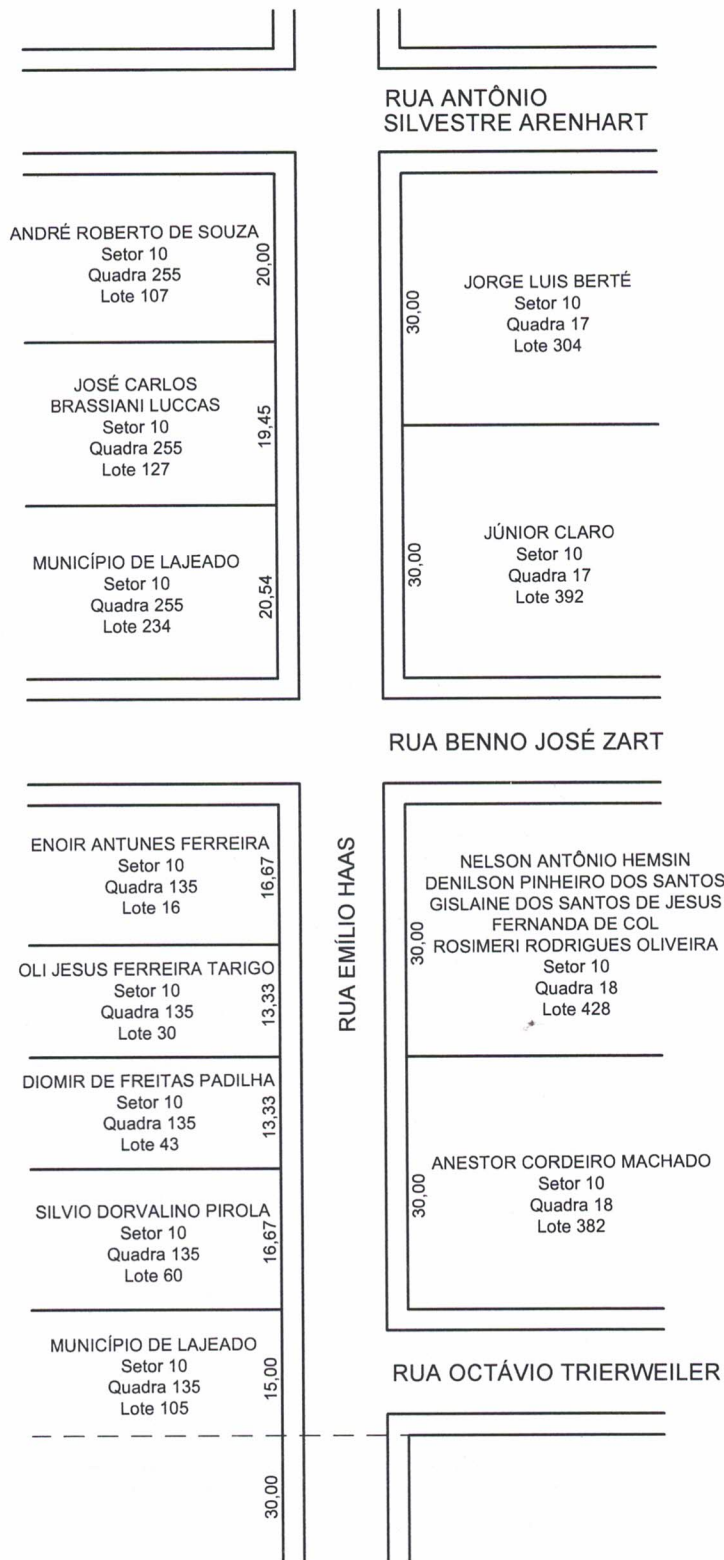 RUA ANTÔNIO
SILVESTRE ARENHART
ANDRÉ ROBERTO DE SOUZA
Setor 10
Quadra 255
Lote 107
20,00
JOSÉ CARLOS
BRASSIANI LUCCAS
Setor 10
Quadra 255
Lote 127
19,45
MUNICÍPIO DE LAJEADO
Setor 10
Quadra 255
Lote 234
20,54
30,00
JORGE LUIS BERTÉ
Setor 10
Quadra 17
Lote 304
30,00
JÚNIOR CLARO
Setor 10
Quadra 17
Lote 392
RUA BENNO JOSÉ ZART
ENOIR ANTUNES FERREIRA
Setor 10
Quadra 135
Lote 16
16,67
OLI JESUS FERREIRA TARIGO
Setor 10
Quadra 135
Lote 30
13,33
DIOMIR DE FREITAS PADILHA
Setor 10
Quadra 135
Lote 43
13,33
SILVIO DORVALINO PIROLA
Setor 10
Quadra 135
Lote 60
16,67
MUNICÍPIO DE LAJEADO
Setor 10
Quadra 135
Lote 105
15,00
30,00
RUA EMÍLIO HAAS
30,00
NELSON ANTÔNIO HEMSIN
DENILSON PINHEIRO DOS SANTOS
GISLAINE DOS SANTOS DE JESUS
FERNANDA DE COL
ROSIMERI RODRIGUES OLIVEIRA
Setor 10
Quadra 18
Lote 428
30,00
ANESTOR CORDEIRO MACHADO
Setor 10
Quadra 18
Lote 382
RUA OCTÁVIO TRIERWEILER